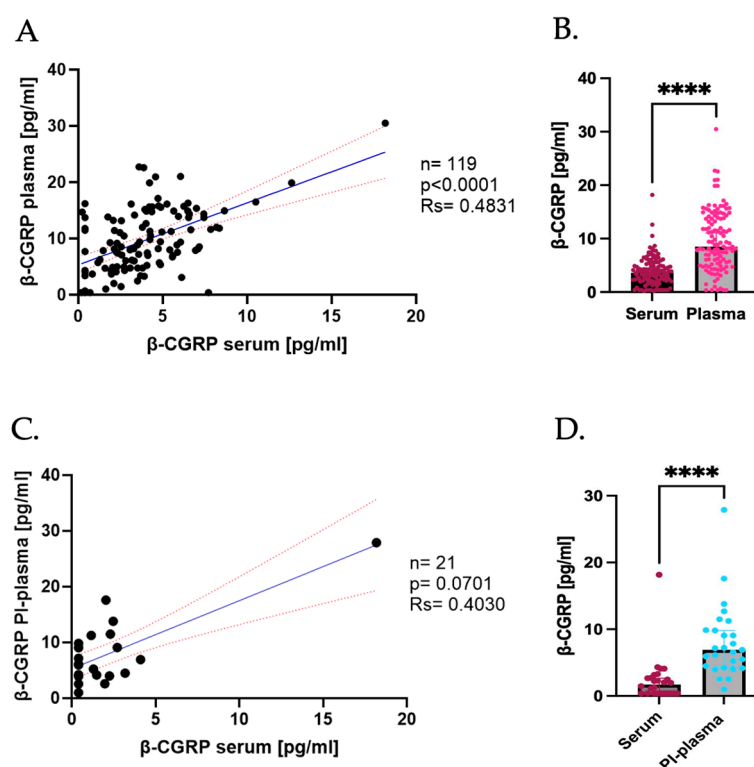 A
β-CGRP plasma [pg/ml]
40
30
20
10
0
0 5 10 15 20
β-CGRP serum [pg/ml]
n= 119
p<0.0001
Rs= 0.4831
B.
****
β-CGRP [pg/ml]
40
30
20
10
0
Serum Plasma
C.
β-CGRP PI-plasma [pg/ml]
40
30
20
10
0
0 5 10 15 20
β-CGRP serum [pg/ml]
n= 21
p= 0.0701
Rs= 0.4030
D.
****
β-CGRP [pg/ml]
30
20
10
0
Serum
PI-plasma